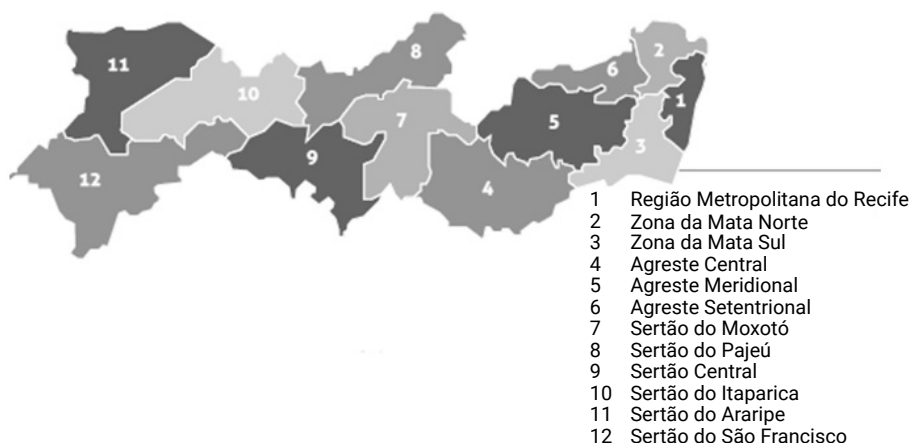 11
10
8
6
2
1
5
7
3
9
12
4
1 Região Metropolitana do Recife
2 Zona da Mata Norte
3 Zona da Mata Sul
4 Agreste Central
5 Agreste Meridional
6 Agreste Setentrional
7 Sertão do Moxotó
8 Sertão do Pajeú
9 Sertão Central
10 Sertão do Itaparica
11 Sertão do Araripe
12 Sertão do São Francisco